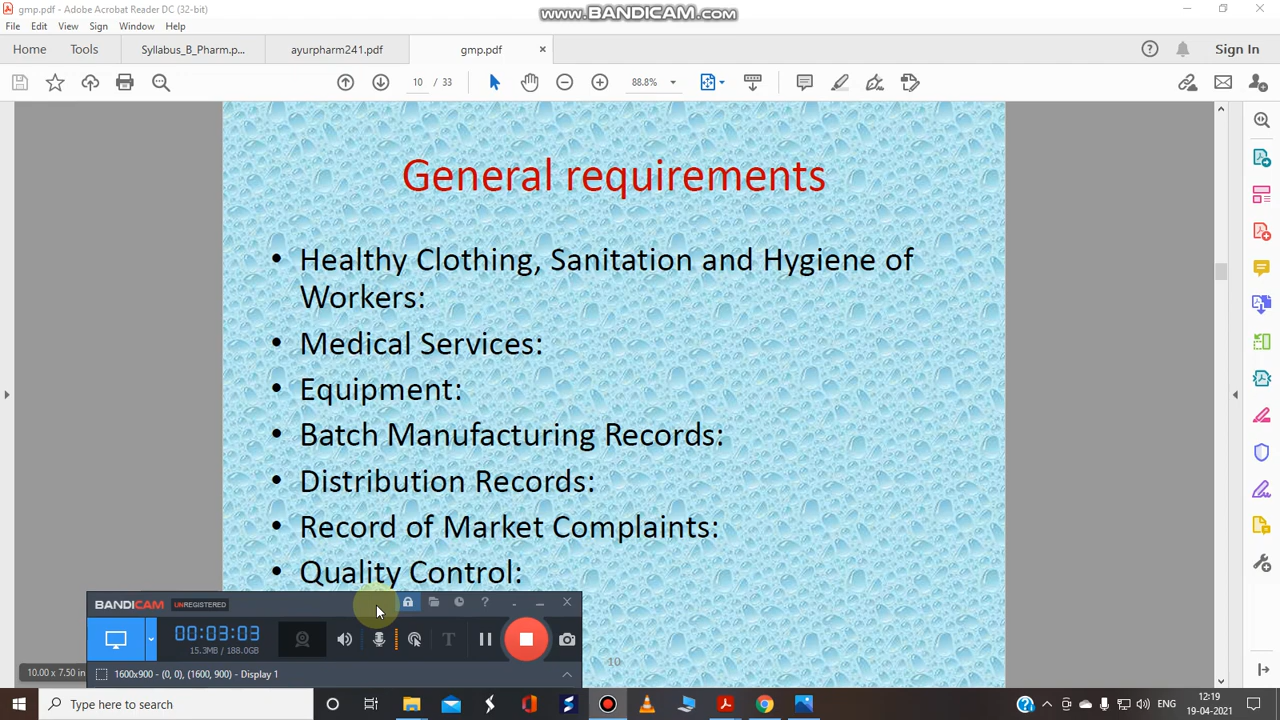 gmp.pdf - Adobe Acrobat Reader DC (32-bit)
www.BANDICAM.com
File Edit View Sign Window Help
Home Tools Syllabus_B_Pharm.p... ayurpharm241.pdf gmp.pdf × Sign In
10 / 33 88.8%
General requirements
• Healthy Clothing, Sanitation and Hygiene of
Workers:
• Medical Services:
• Equipment:
• Batch Manufacturing Records:
• Distribution Records:
• Record of Market Complaints:
• Quality Control:
BANDICAM UNREGISTERED
00:03:03
15.3MB / 188.0GB
1600x900 - (0, 0), (1600, 900) - Display 1
10.00 x 7.50 in
10
Type here to search
ENG
12:19
19-04-2021